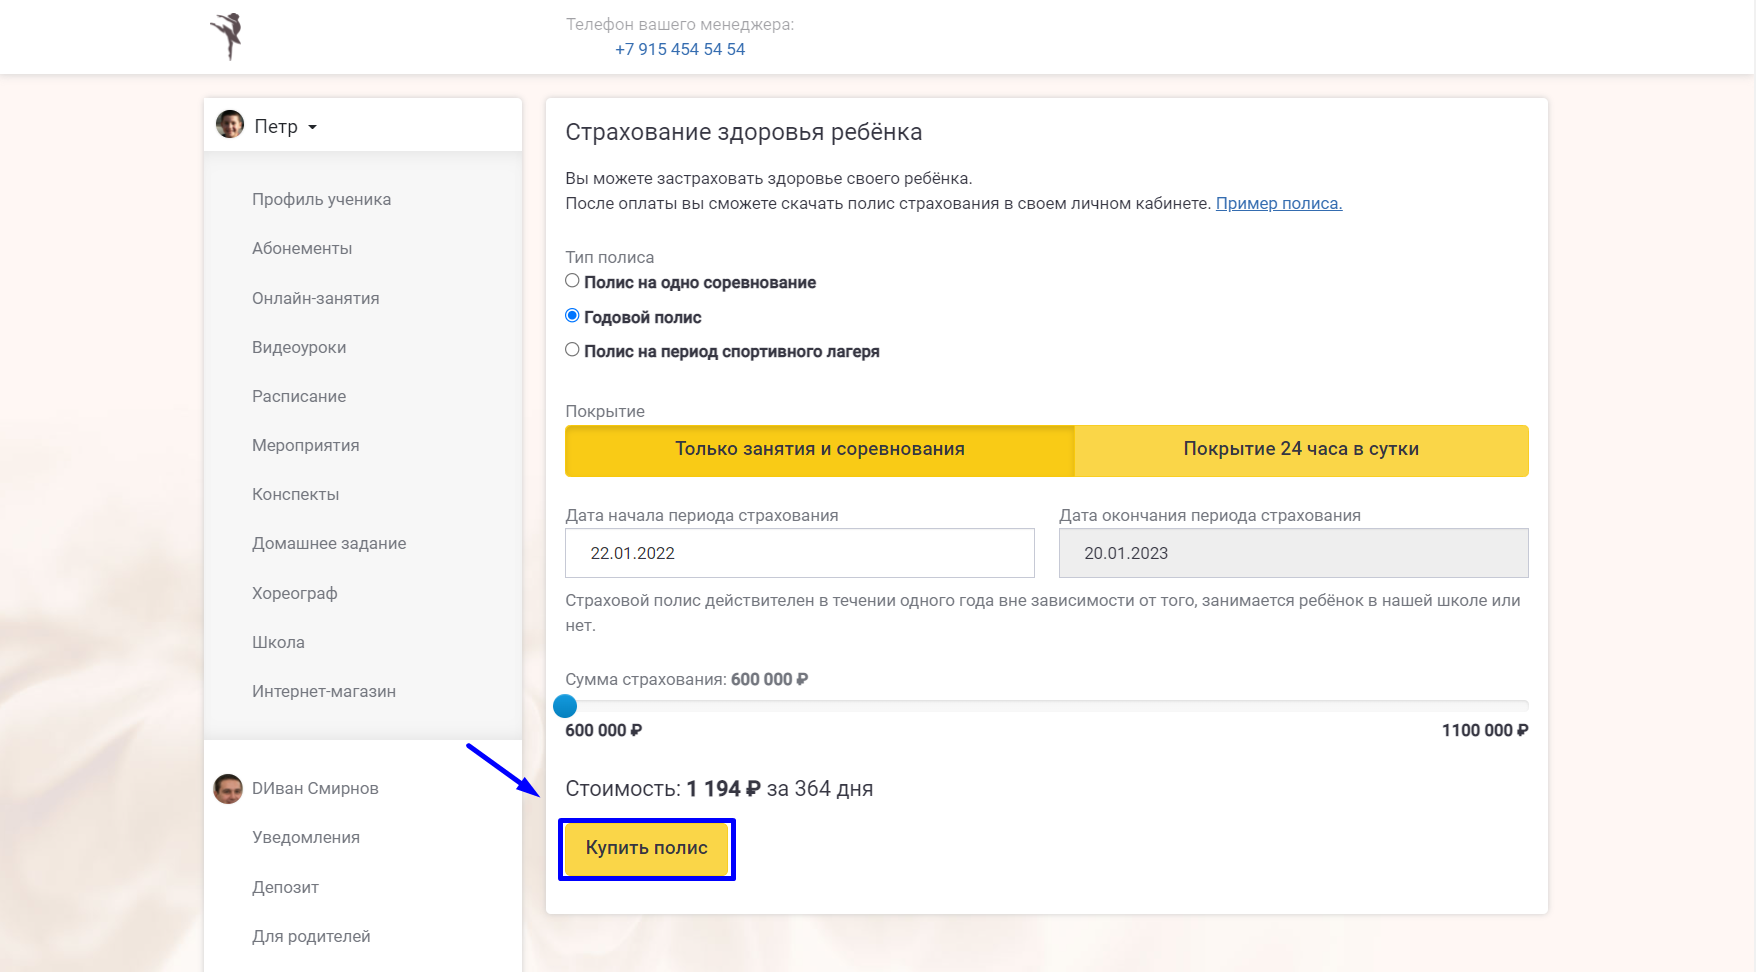 Телефон вашего менеджера:
+7 915 454 54 54
Петр
Профиль ученика
Абонементы
Онлайн-занятия
Видеоуроки
Расписание
Мероприятия
Конспекты
Домашнее задание
Хореограф
Школа
Интернет-магазин
DИван Смирнов
Уведомления
Депозит
Для родителей
Страхование здоровья ребёнка
Вы можете застраховать здоровье своего ребёнка.
После оплаты вы сможете скачать полис страхования в своем личном кабинете. Пример полиса.
Тип полиса
Полис на одно соревнование
Годовой полис
Полис на период спортивного лагеря
Покрытие
Только занятия и соревнования
Покрытие 24 часа в сутки
Дата начала периода страхования
22.01.2022
Дата окончания периода страхования
20.01.2023
Страховой полис действителен в течении одного года вне зависимости от того, занимается ребёнок в нашей школе или
нет.
Сумма страхования: 600 000 ₽
600 000 ₽
1100 000 ₽
Стоимость: 1 194 ₽ за 364 дня
Купить полис